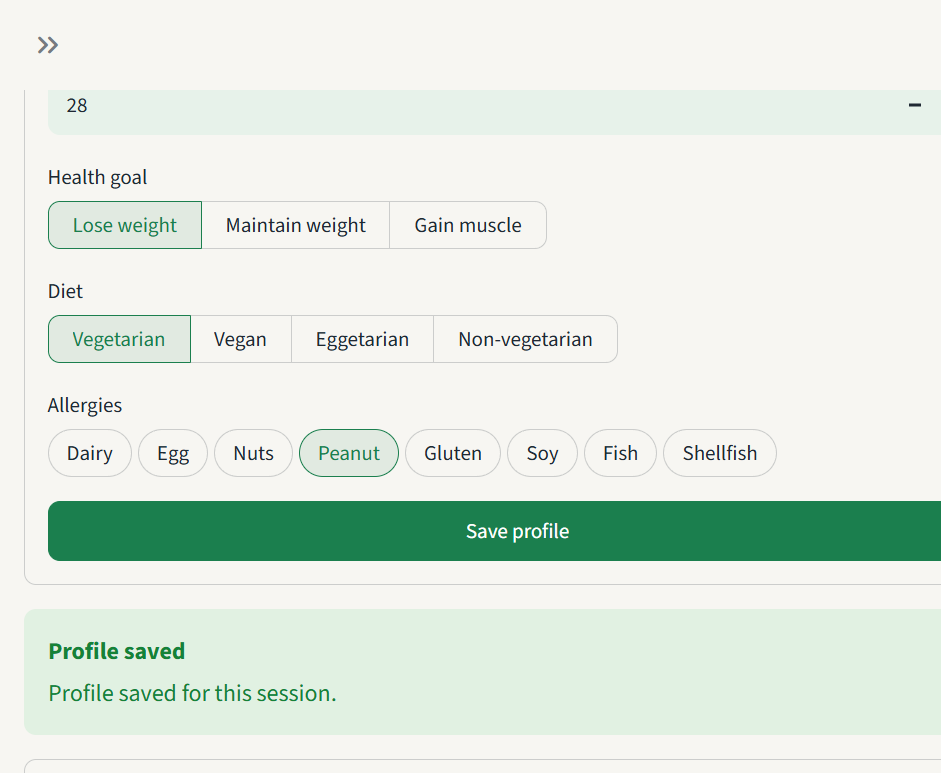 28
Health goal
Lose weight Maintain weight Gain muscle
Diet
Vegetarian Vegan Eggetarian Non-vegetarian
Allergies
Dairy Egg Nuts Peanut Gluten Soy Fish Shellfish
Save profile
Profile saved
Profile saved for this session.